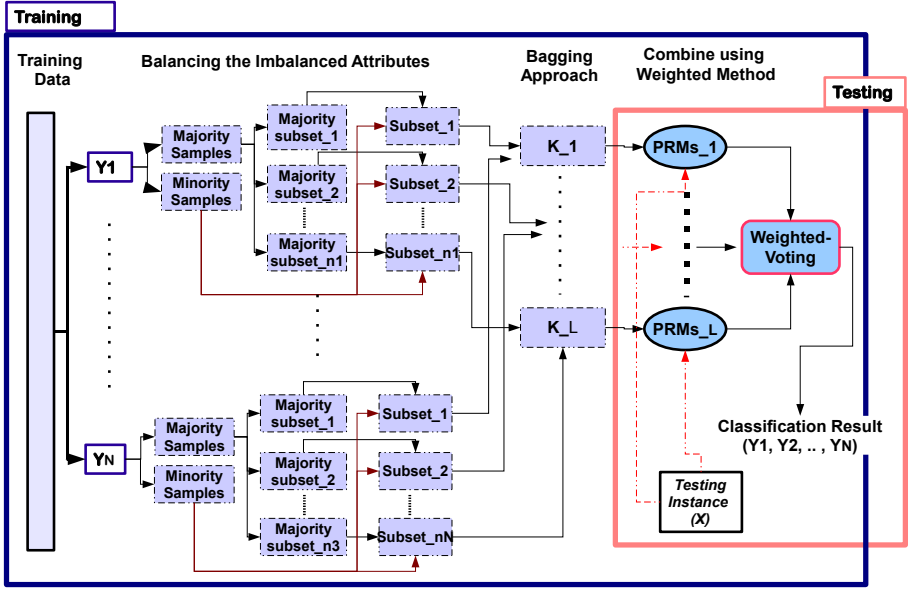 Training
Training
Data
Balancing the Imbalanced Attributes
Bagging
Approach
Combine using
Weighted Method
Testing
Y1
Majority
Samples
Minority
Samples
Majority
subset_1
Majority
subset_2
Majority
subset_n1
Subset_1
Subset_2
Subset_n1
K_1
K_L
PRMs_1
PRMs_L
Weighted-
Voting
Classification Result
(Y1, Y2, .. , YN)
Testing
Instance
(X)
YN
Majority
Samples
Minority
Samples
Majority
subset_1
Majority
subset_2
Majority
subset_n3
Subset_1
Subset_2
Subset_nN